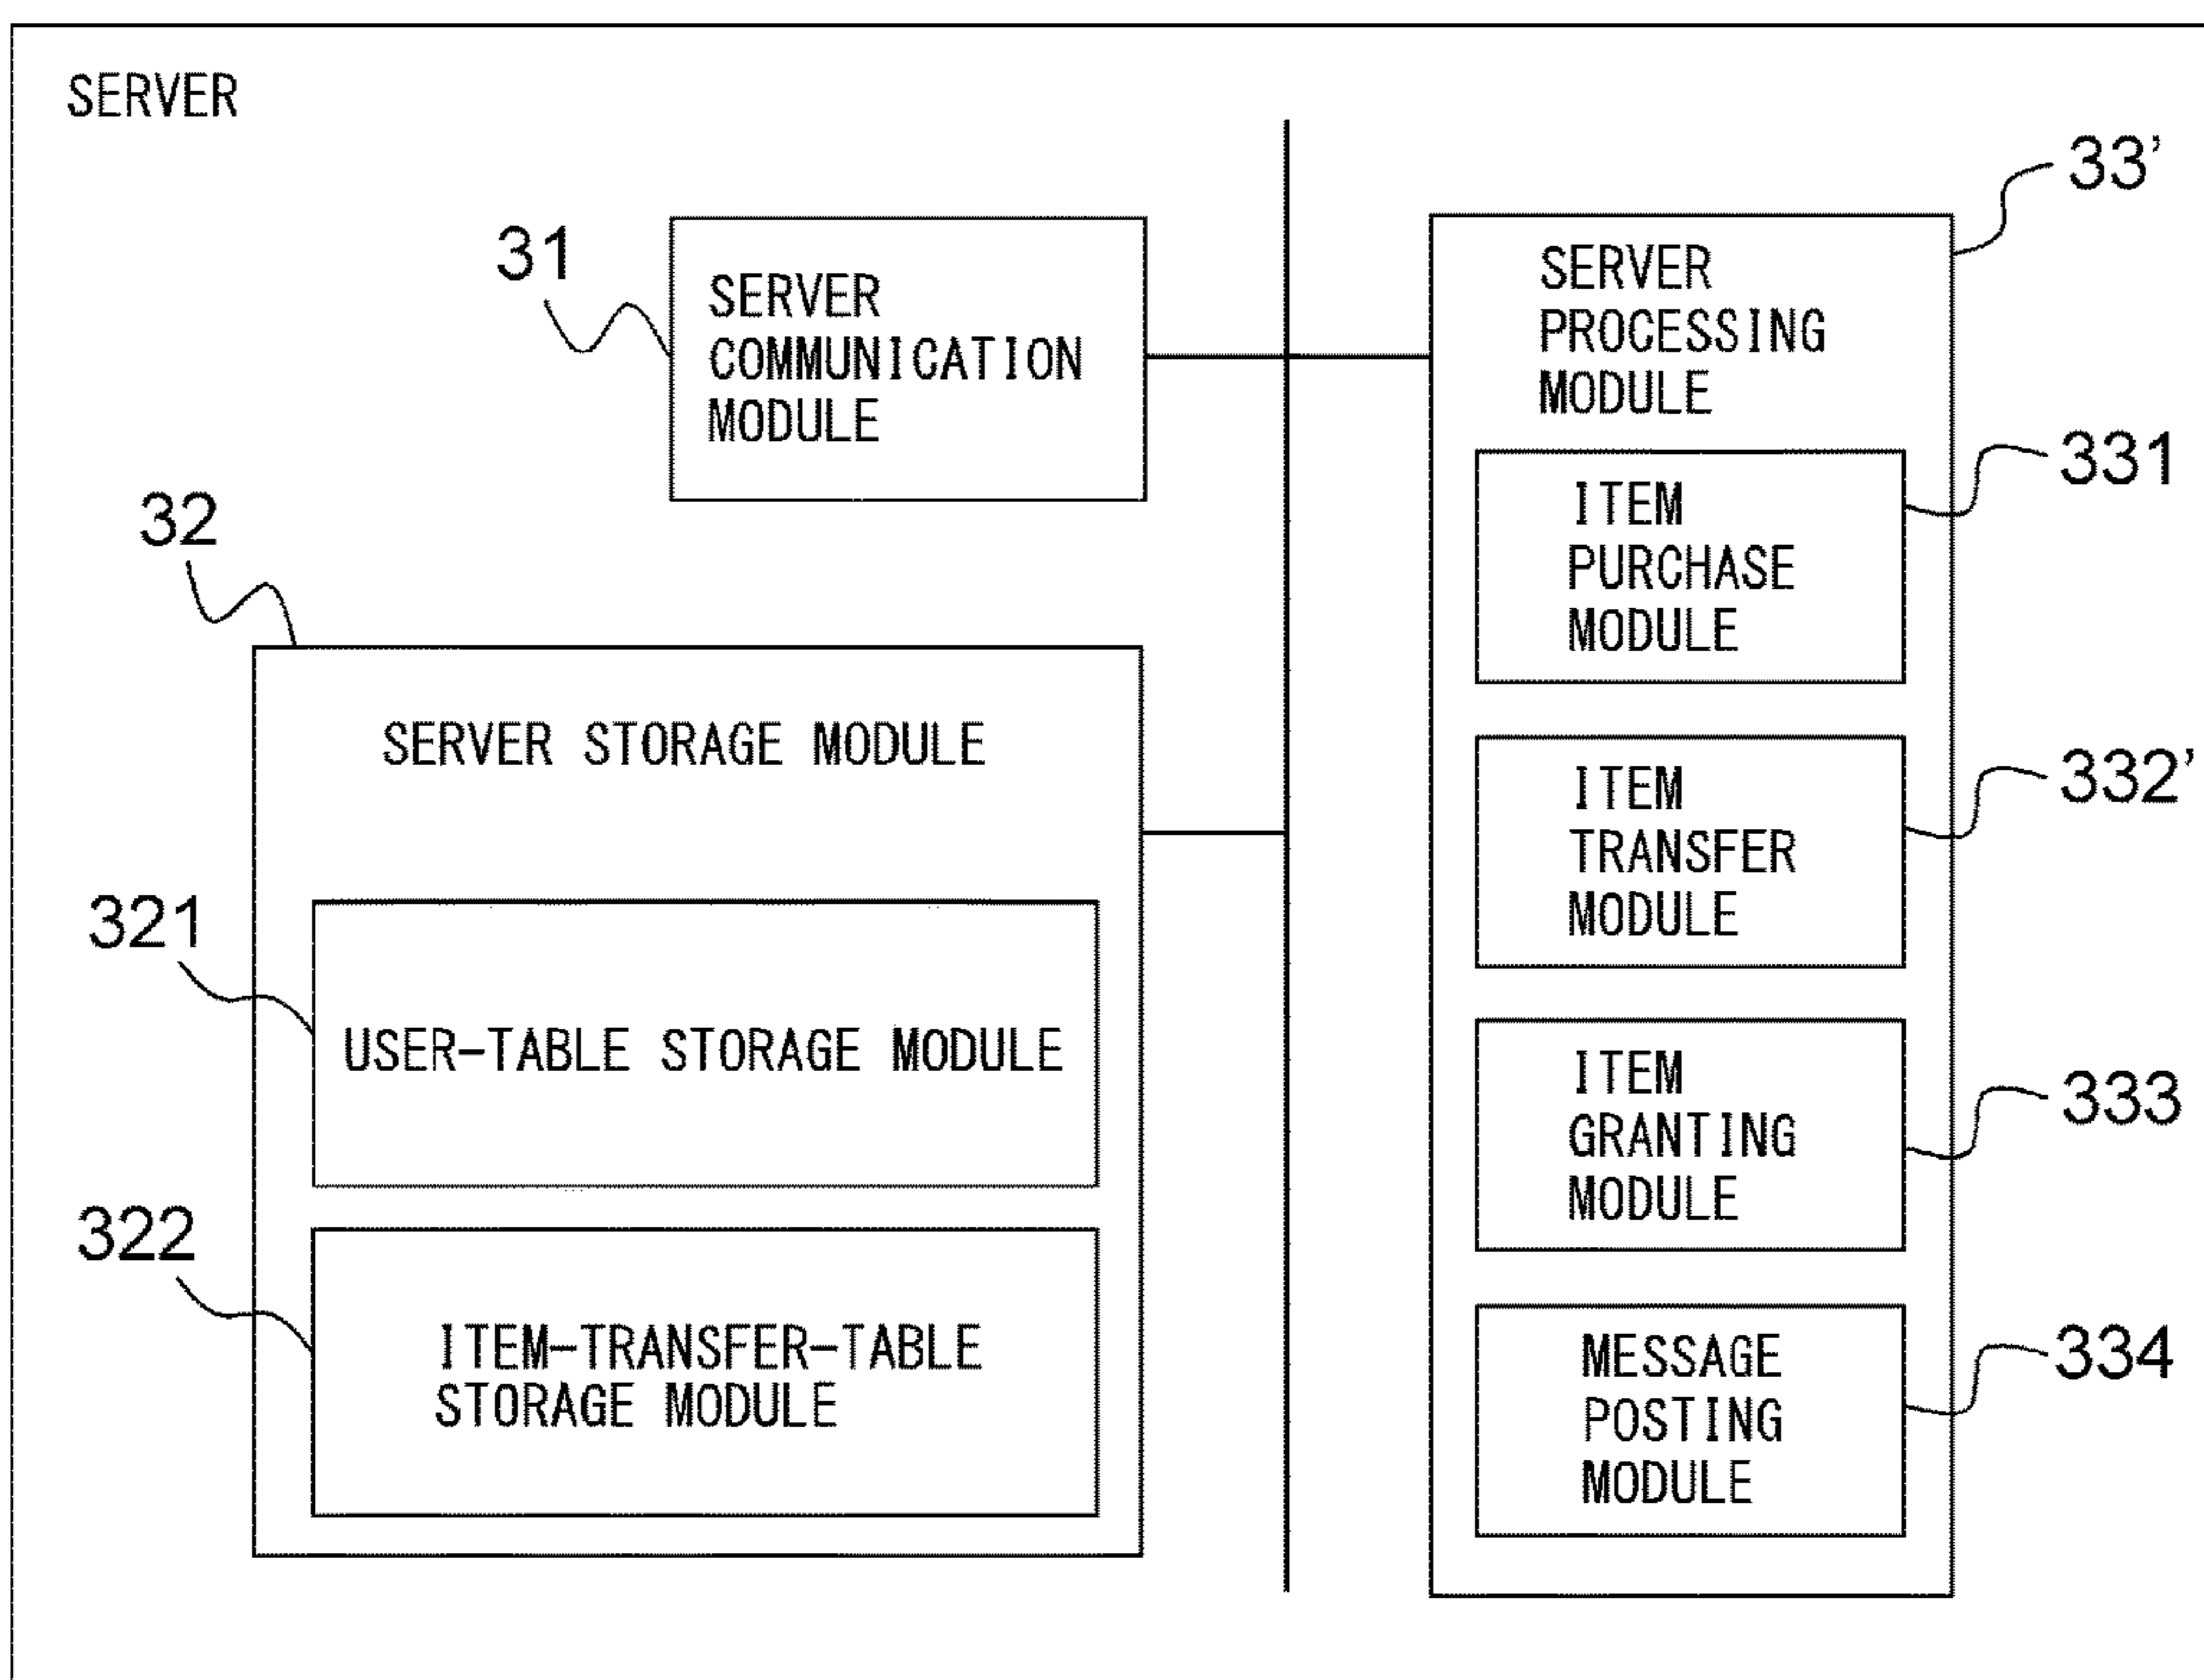 SERVER
31
SERVER
COMMUNICATION
MODULE
32
SERVER STORAGE MODULE
321
USER-TABLE STORAGE MODULE
322
ITEM-TRANSFER-TABLE
STORAGE MODULE
33'
SERVER
PROCESSING
MODULE
331
ITEM
PURCHASE
MODULE
332'
ITEM
TRANSFER
MODULE
333
ITEM
GRANTING
MODULE
334
MESSAGE
POSTING
MODULE